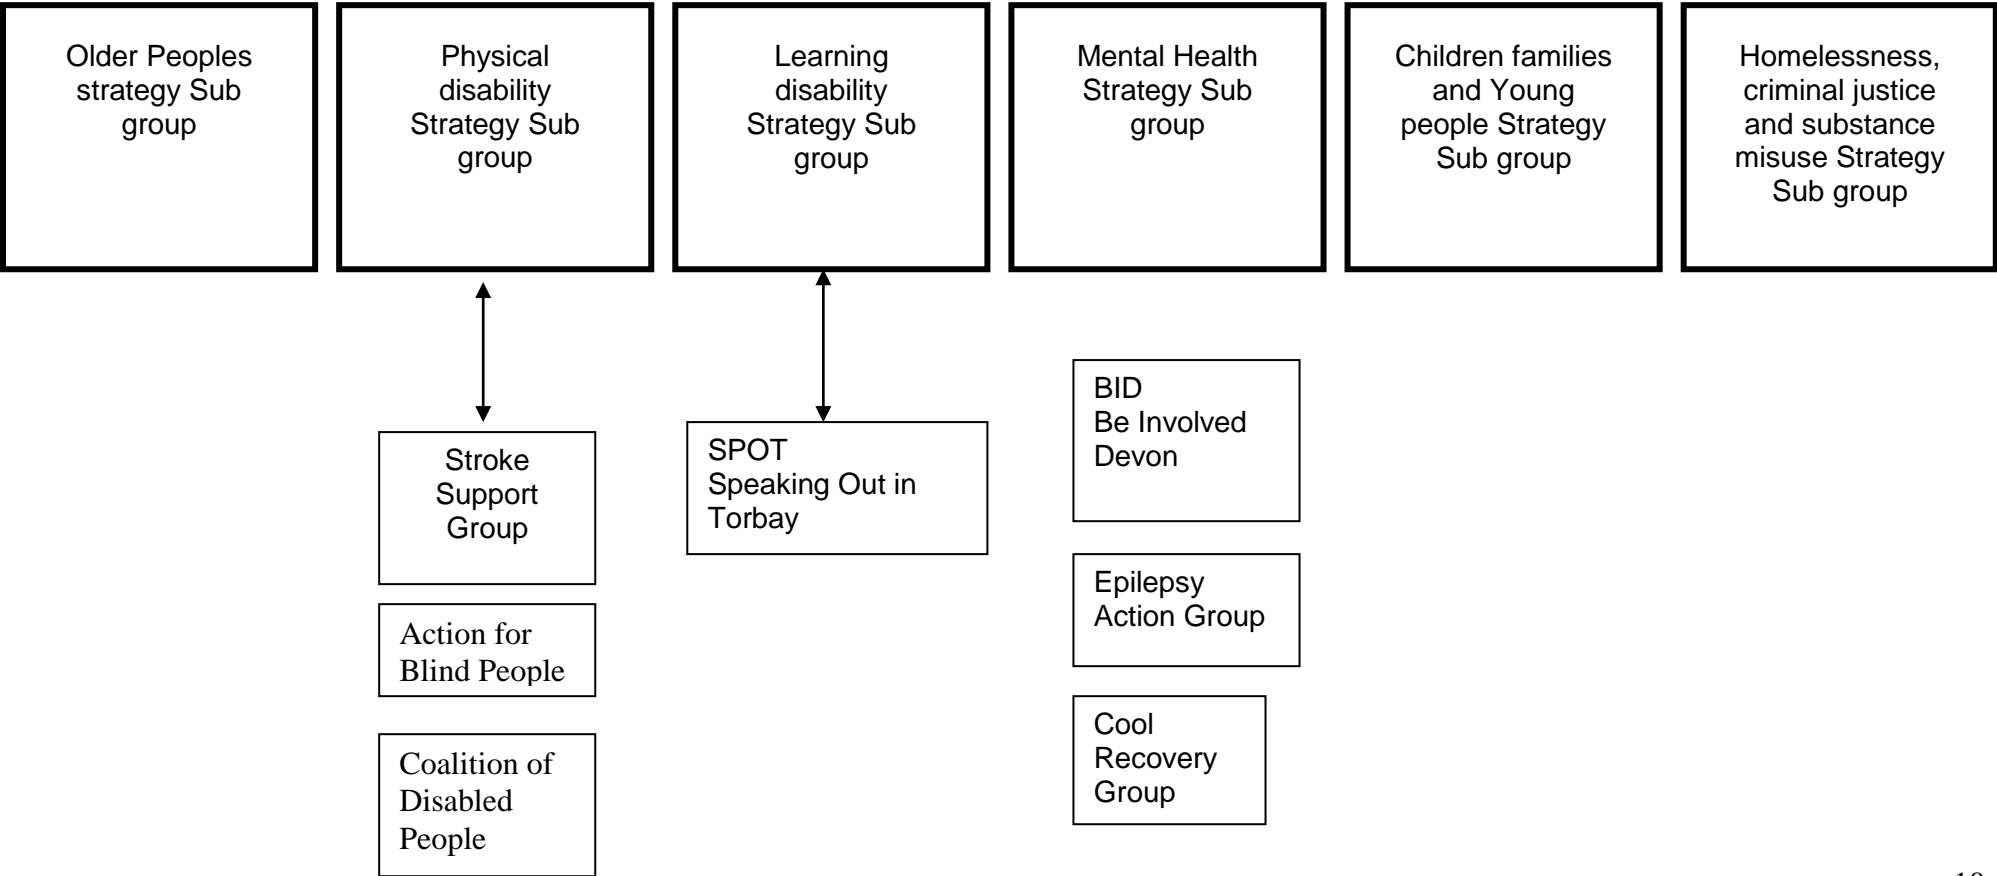 Older Peoples
strategy Sub
group
Physical
disability
Strategy Sub
group
Learning
disability
Strategy Sub
group
Mental Health
Strategy Sub
group
Children families
and Young
people Strategy
Sub group
Homelessness,
criminal justice
and substance
misuse Strategy
Sub group
Stroke
Support
Group
Action for
Blind People
Coalition of
Disabled
People
SPOT
Speaking Out in
Torbay
BID
Be Involved
Devon
Epilepsy
Action Group
Cool
Recovery
Group